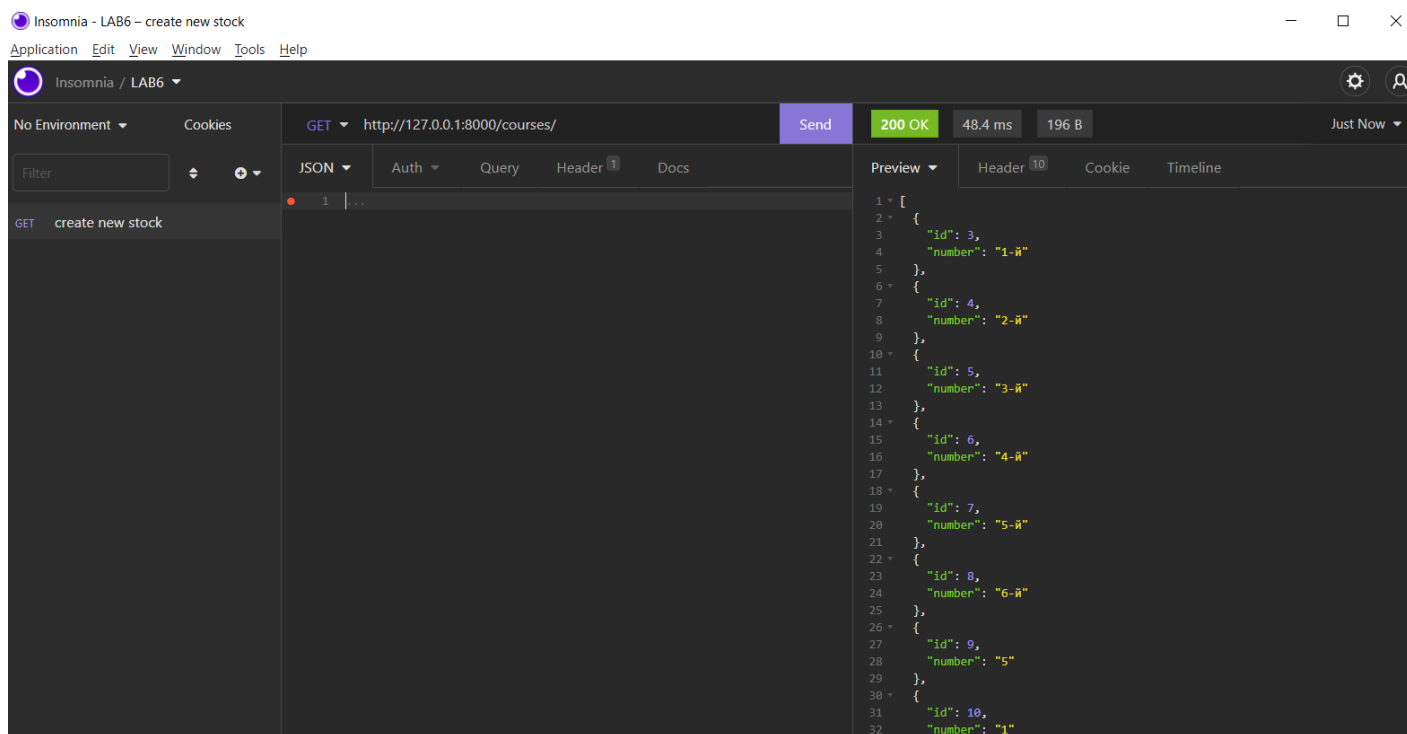 Insomnia - LAB6 – create new stock
Application Edit View Window Tools Help
Insomnia / LAB6
No Environment Cookies
GET http://127.0.0.1:8000/courses/ Send
200 OK 48.4 ms 196 B Just Now
Filter
JSON Auth Query Header 1 Docs
Preview Header 10 Cookie Timeline
GET create new stock
1 ...
1 [
2 {
3 "id": 3,
4 "number": "1-й"
5 },
6 {
7 "id": 4,
8 "number": "2-й"
9 },
10 {
11 "id": 5,
12 "number": "3-й"
13 },
14 {
15 "id": 6,
16 "number": "4-й"
17 },
18 {
19 "id": 7,
20 "number": "5-й"
21 },
22 {
23 "id": 8,
24 "number": "6-й"
25 },
26 {
27 "id": 9,
28 "number": "5"
29 },
30 {
31 "id": 10,
32 "number": "1"